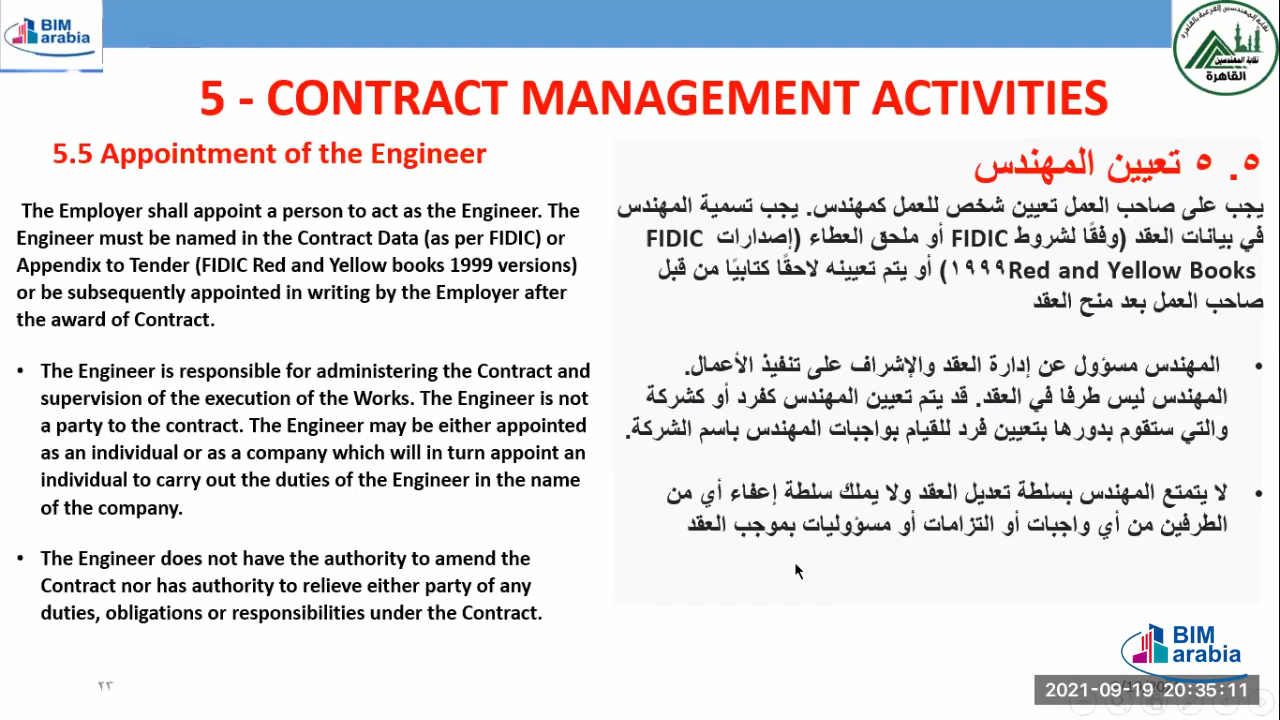 BIM
arabia
نقابة المهندسين الفرعية بالقاهرة
نقابة المهندسين
القاهرة
5 - CONTRACT MANAGEMENT ACTIVITIES
5.5 Appointment of the Engineer
The Employer shall appoint a person to act as the Engineer. The
Engineer must be named in the Contract Data (as per FIDIC) or
Appendix to Tender (FIDIC Red and Yellow books 1999 versions)
or be subsequently appointed in writing by the Employer after
the award of Contract.
• The Engineer is responsible for administering the Contract and
supervision of the execution of the Works. The Engineer is not
a party to the contract. The Engineer may be either appointed
as an individual or as a company which will in turn appoint an
individual to carry out the duties of the Engineer in the name
of the company.
• The Engineer does not have the authority to amend the
Contract nor has authority to relieve either party of any
duties, obligations or responsibilities under the Contract.
٥. ٥ تعيين المهندس
يجب على صاحب العمل تعيين شخص للعمل كمهندس. يجب تسمية المهندس
في بيانات العقد (وفقًا لشروط FIDIC أو ملحق العطاء (إصدارات FIDIC
Red and Yellow Books ١٩٩٩) أو يتم تعيينه لاحقًا كتابيًا من قبل
صاحب العمل بعد منح العقد
• المهندس مسؤول عن إدارة العقد والإشراف على تنفيذ الأعمال.
المهندس ليس طرفا في العقد. قد يتم تعيين المهندس كفرد أو كشركة
والتي ستقوم بدورها بتعيين فرد للقيام بواجبات المهندس باسم الشركة.
• لا يتمتع المهندس بسلطة تعديل العقد ولا يملك سلطة إعفاء أي من
الطرفين من أي واجبات أو التزامات أو مسؤوليات بموجب العقد
BIM
arabia
٢٣
2021-09-19 20:35:11